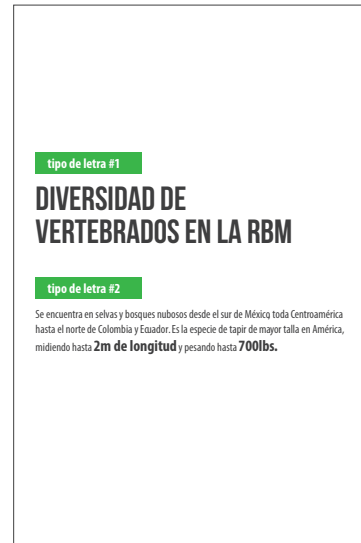 tipo de letra #1
DIVERSIDAD DE
VERTEBRADOS EN LA RBM
tipo de letra #2
Se encuentra en selvas y bosques nubosos desde el sur de México, toda Centroamérica
hasta el norte de Colombia y Ecuador. Es la especie de tapir de mayor talla en América,
midiendo hasta 2m de longitud y pesando hasta 700lbs.